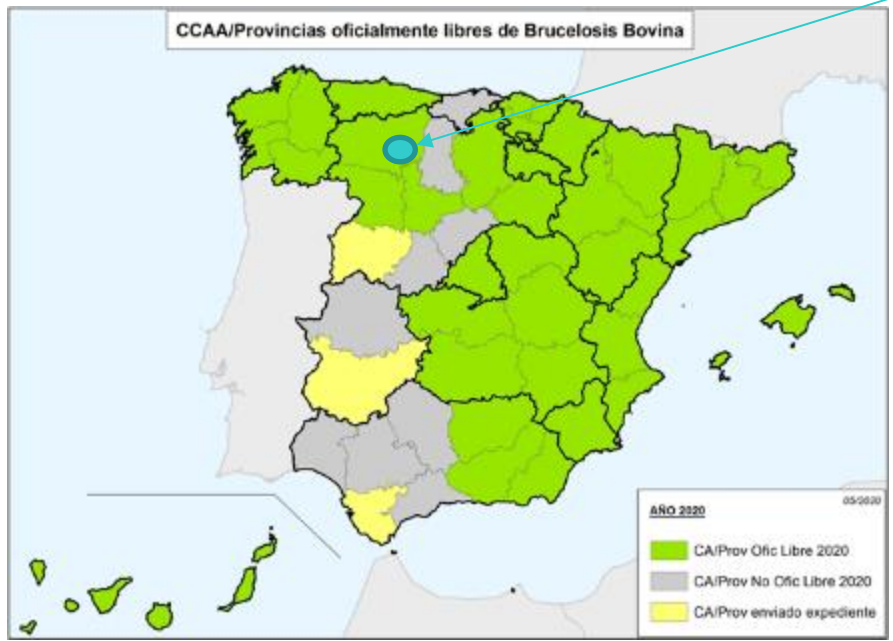 CCAA/Provincias oficialmente libres de Brucelosis Bovina
05/2020
AÑO 2020
CA/Prov Ofic Libre 2020
CA/Prov No Ofic Libre 2020
CA/Prov enviado expediente